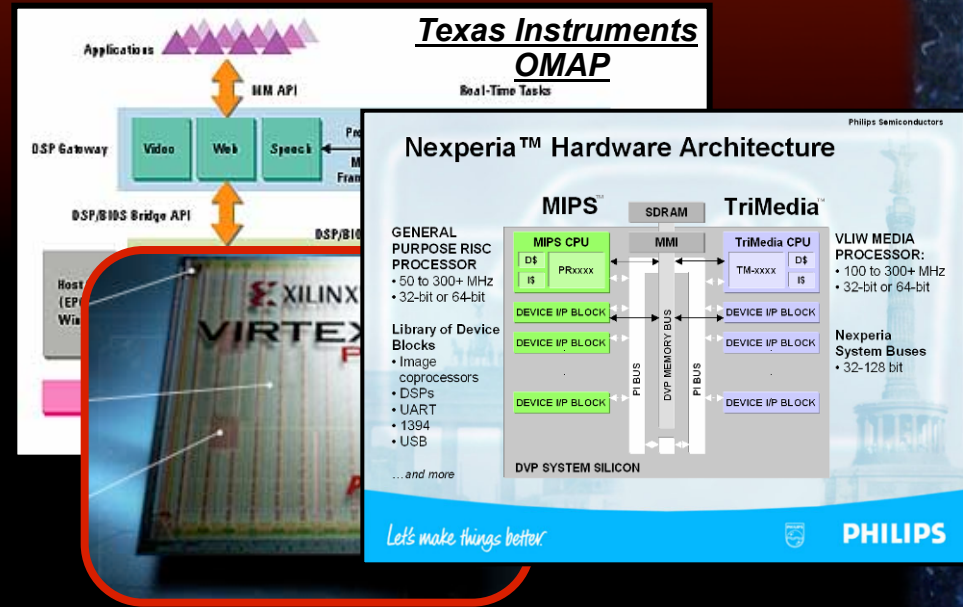 Texas Instruments
OMAP
Applications
MM API
Real-Time Tasks
DSP Gateway
Video
Web
Speech
DSP/BIOS Bridge API
Host
XILINX
Philips Semiconductors
Nexperia™ Hardware Architecture
MIPS™
SDRAM
TriMedia™
GENERAL
PURPOSE RISC
PROCESSOR
• 50 to 300+ MHz
• 32-bit or 64-bit
Library of Device
Blocks
• Image
coprocessors
• DSPs
• UART
• 1394
• USB
...and more
MIPS CPU
D$
PRxxxx
I$
DEVICE I/P BLOCK
DEVICE I/P BLOCK
.
.
DEVICE I/P BLOCK
MMI
PI BUS
DVP MEMORY BUS
PI BUS
TriMedia CPU
D$
TM-xxxx
I$
DEVICE I/P BLOCK
DEVICE I/P BLOCK
.
.
DEVICE I/P BLOCK
DVP SYSTEM SILICON
VLIW MEDIA
PROCESSOR:
• 100 to 300+ MHz
• 32-bit or 64-bit
Nexperia
System Buses
• 32-128 bit
Let's make things better.
PHILIPS